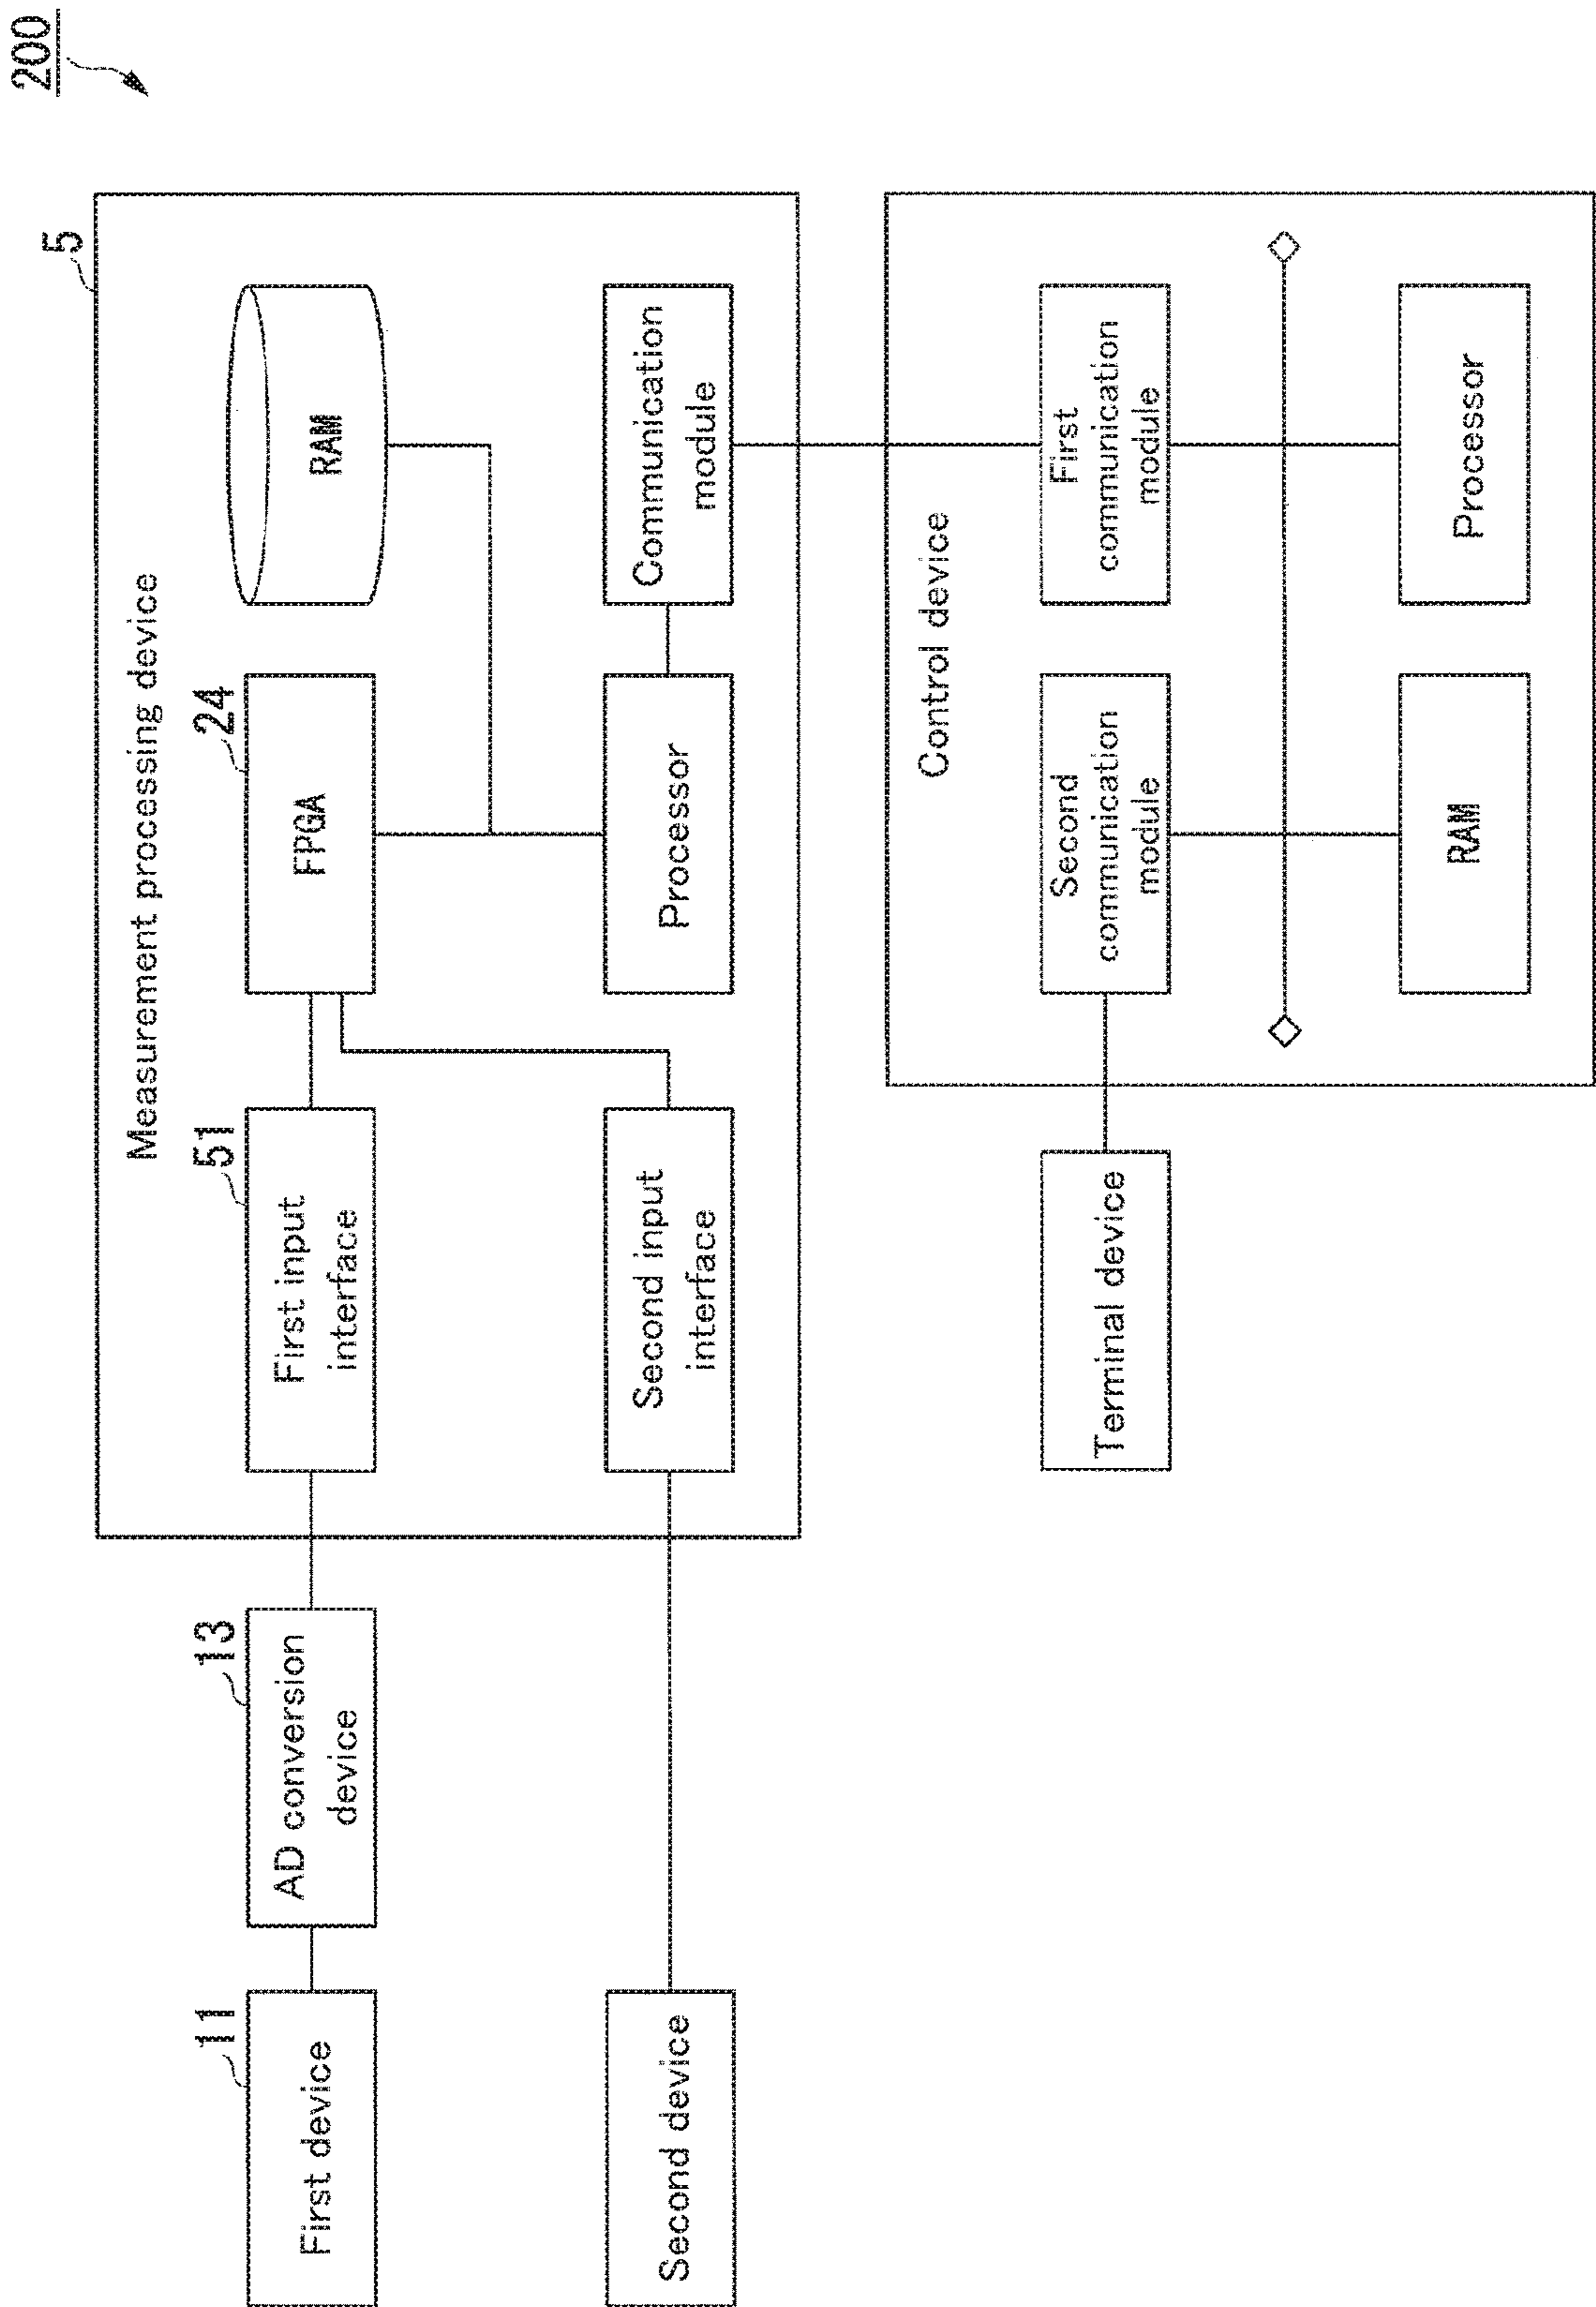 200
5
Measurement processing device
11
First device
13
AD conversion
device
51
First input
interface
24
FPGA
RAM
Second device
Second input
interface
Processor
Communication
module
Control device
Terminal device
Second
communication
module
First
communication
module
RAM
Processor